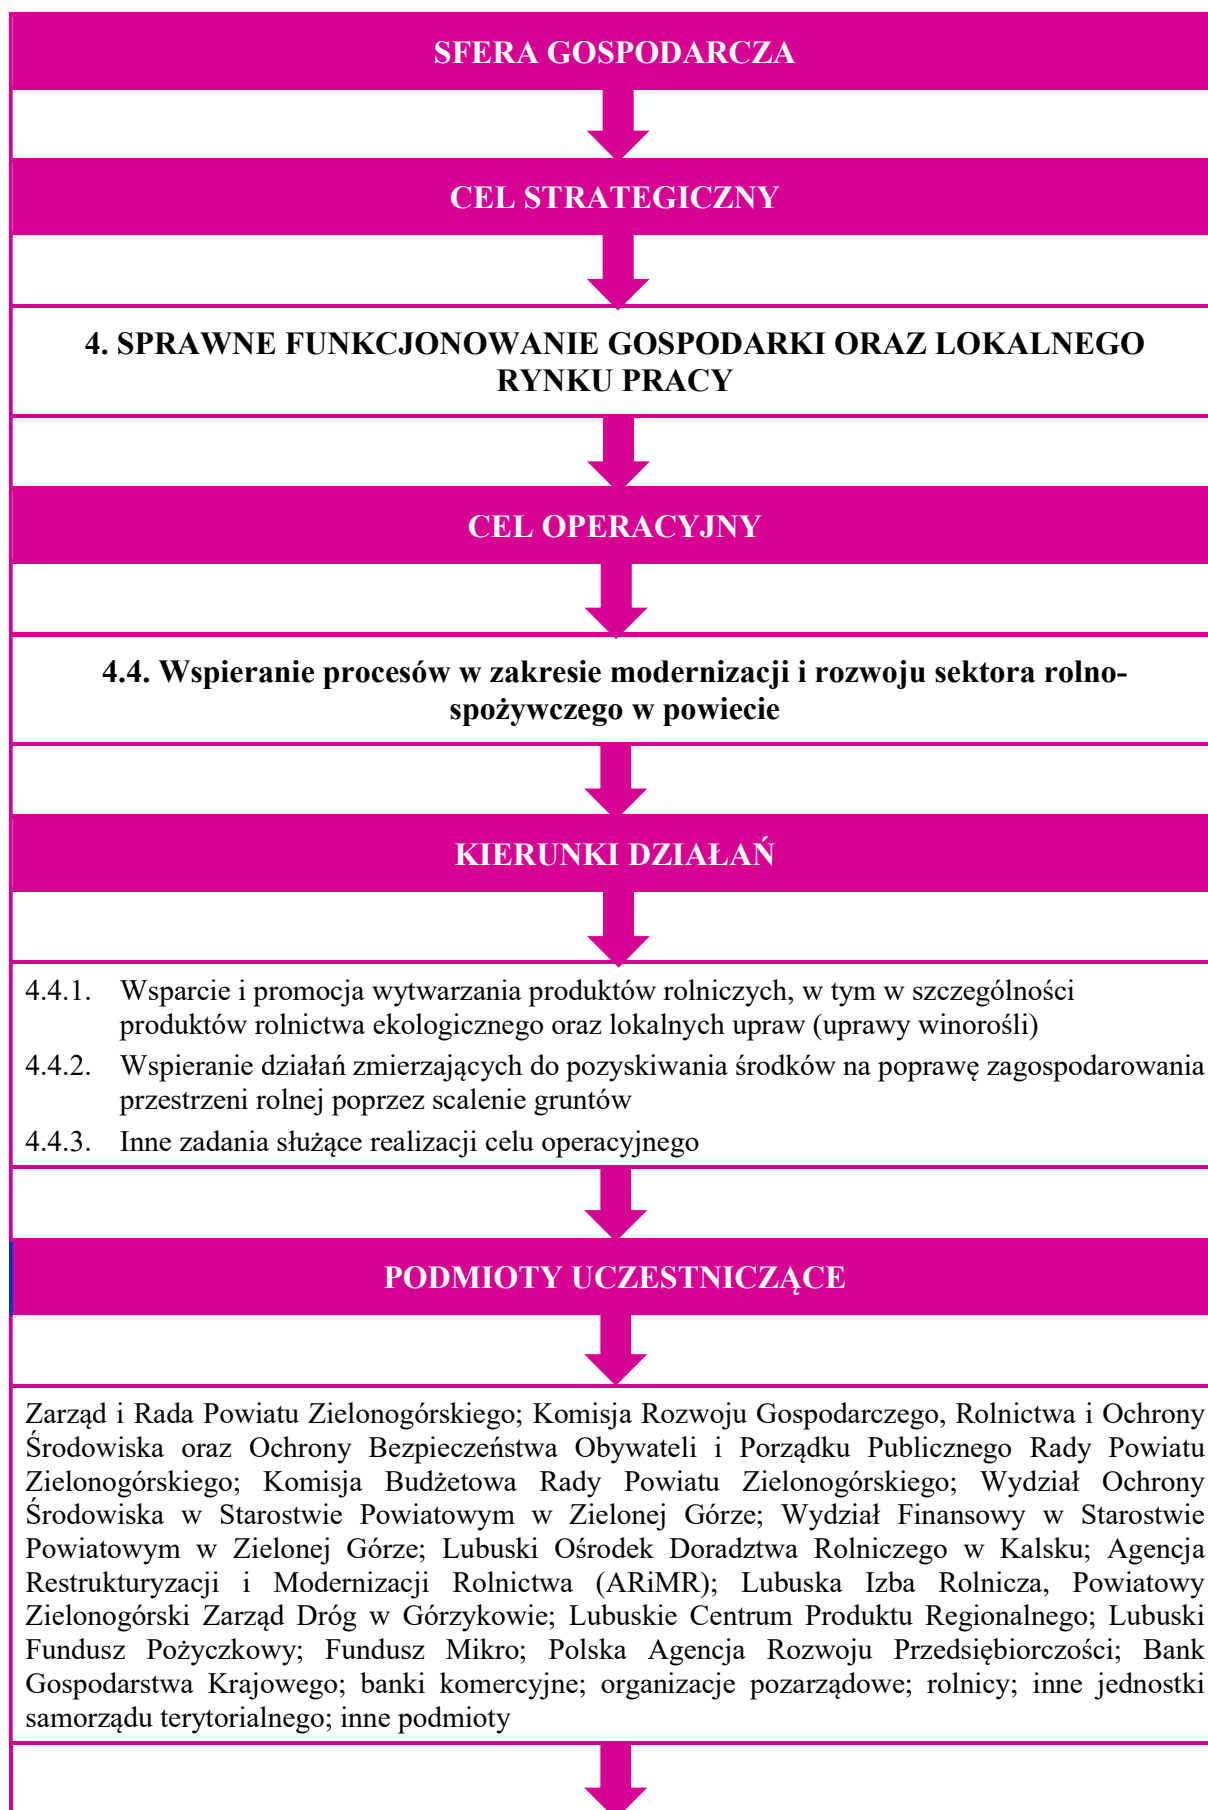 SFERA GOSPODARCZA
CEL STRATEGICZNY
4. SPRAWNE FUNKCJONOWANIE GOSPODARKI ORAZ LOKALNEGO
RYNKU PRACY
CEL OPERACYJNY
4.4. Wspieranie procesów w zakresie modernizacji i rozwoju sektora rolno-
spożywczego w powiecie
KIERUNKI DZIAŁAŃ
4.4.1. Wsparcie i promocja wytwarzania produktów rolniczych, w tym w szczególności
produktów rolnictwa ekologicznego oraz lokalnych upraw (uprawy winorośli)
4.4.2. Wspieranie działań zmierzających do pozyskiwania środków na poprawę zagospodarowania
przestrzeni rolnej poprzez scalenie gruntów
4.4.3. Inne zadania służące realizacji celu operacyjnego
PODMIOTY UCZESTNICZĄCE
Zarząd i Rada Powiatu Zielonogórskiego; Komisja Rozwoju Gospodarczego, Rolnictwa i Ochrony
Środowiska oraz Ochrony Bezpieczeństwa Obywateli i Porządku Publicznego Rady Powiatu
Zielonogórskiego; Komisja Budżetowa Rady Powiatu Zielonogórskiego; Wydział Ochrony
Środowiska w Starostwie Powiatowym w Zielonej Górze; Wydział Finansowy w Starostwie
Powiatowym w Zielonej Górze; Lubuski Ośrodek Doradztwa Rolniczego w Kalsku; Agencja
Restrukturyzacji i Modernizacji Rolnictwa (ARiMR); Lubuska Izba Rolnicza, Powiatowy
Zielonogórski Zarząd Dróg w Górzykowie; Lubuskie Centrum Produktu Regionalnego; Lubuski
Fundusz Pożyczkowy; Fundusz Mikro; Polska Agencja Rozwoju Przedsiębiorczości; Bank
Gospodarstwa Krajowego; banki komercyjne; organizacje pozarządowe; rolnicy; inne jednostki
samorządu terytorialnego; inne podmioty